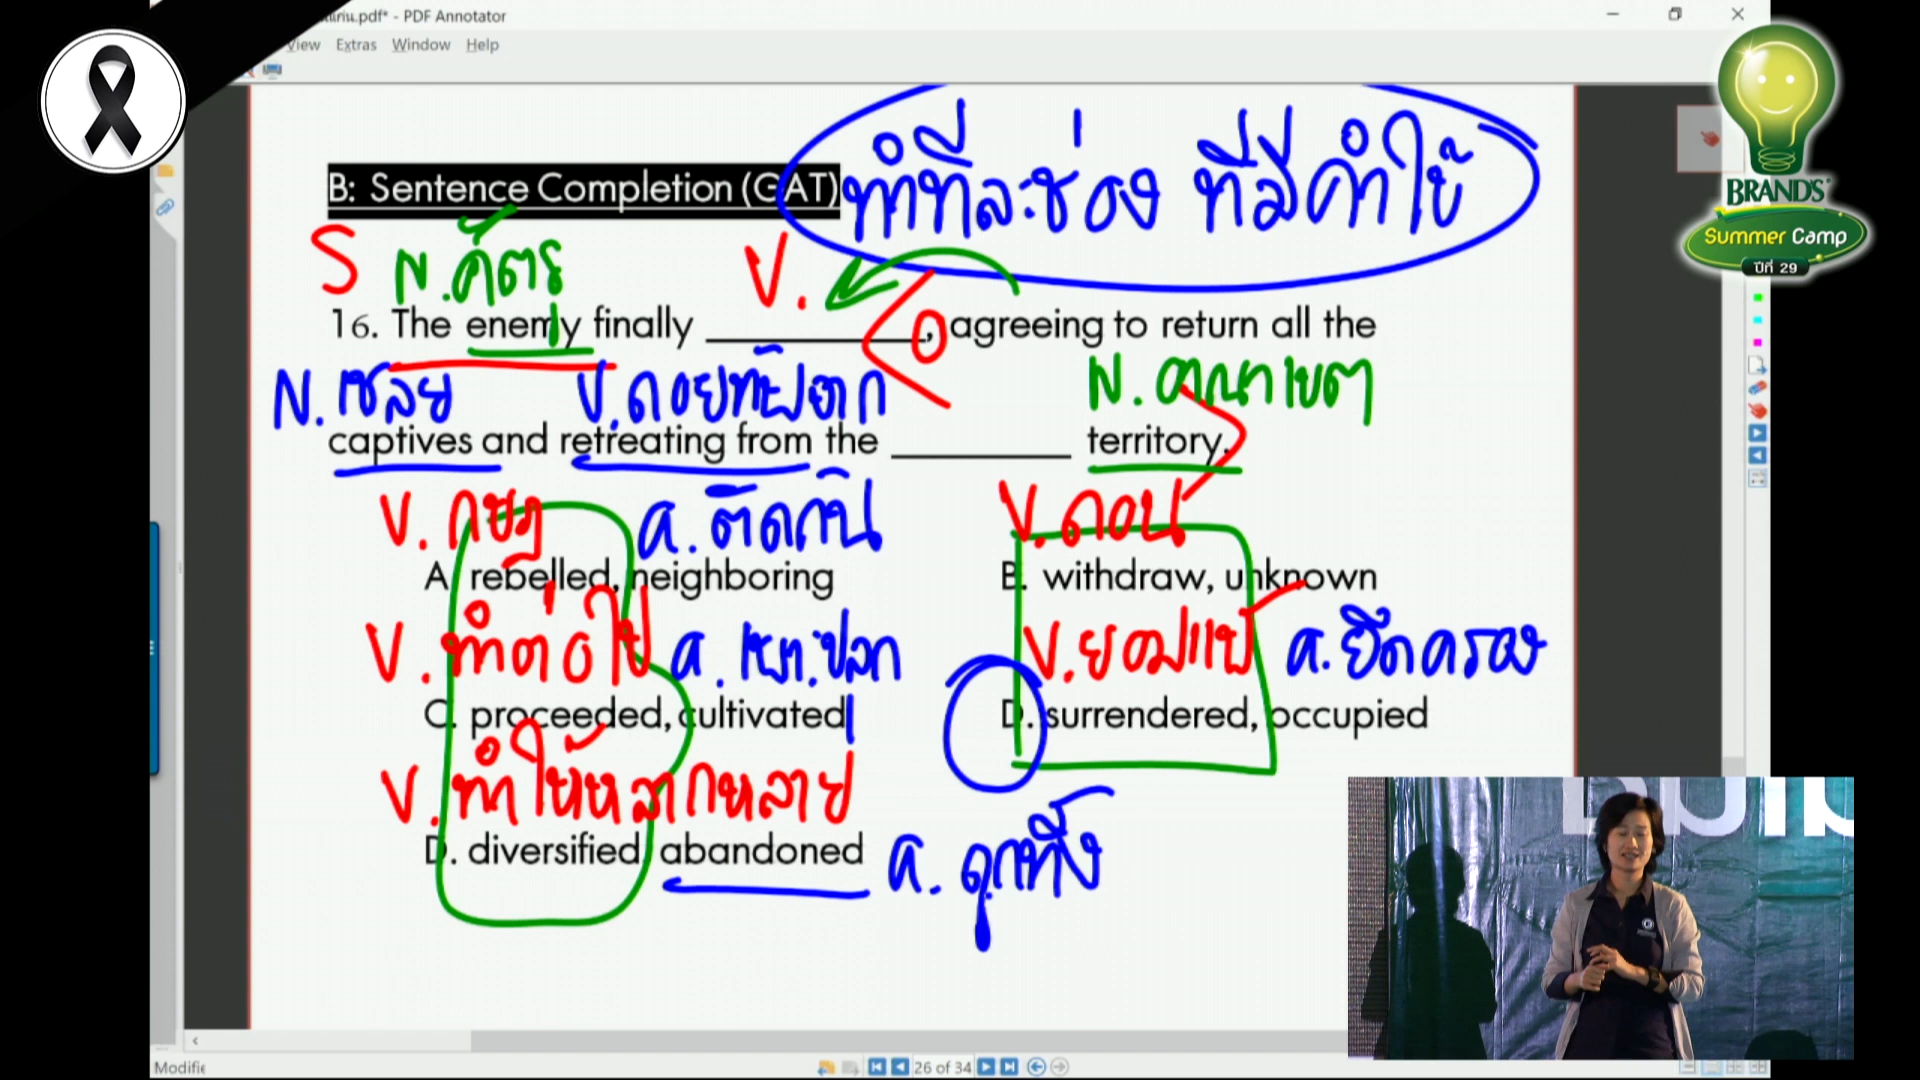 .pdf* - PDF Annotator
View Extras Window Help
BRAND'S
Summer Camp
ปีที่ 29
B: Sentence Completion (GAT)
ทำทีละช่อง ที่มีคำใบ้
S N.ศัตรู V.
16. The enemy finally __________, agreeing to return all the
N.เชลย V.ถอยทัพจาก N.อาณาเขต
captives and retreating from the __________ territory.
V.กบฏ a.ติดกัน V.ถอน
A. rebelled, neighboring B. withdraw, unknown
V.ทำต่อไป a.เพาะปลูก V.ยอมแพ้ a.ยึดครอง
C. proceeded, cultivated D. surrendered, occupied
V.ทำให้หลากหลาย
D. diversified, abandoned a.ถูกทิ้ง
26 of 34